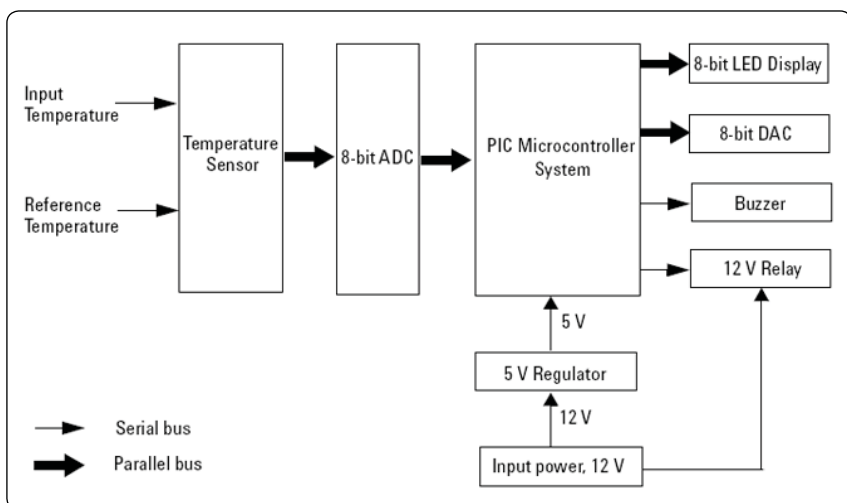 Input
Temperature
Reference
Temperature
Temperature
Sensor
8-bit ADC
PIC Microcontroller
System
8-bit LED Display
8-bit DAC
Buzzer
12 V Relay
5 V
5 V Regulator
12 V
Input power, 12 V
Serial bus
Parallel bus